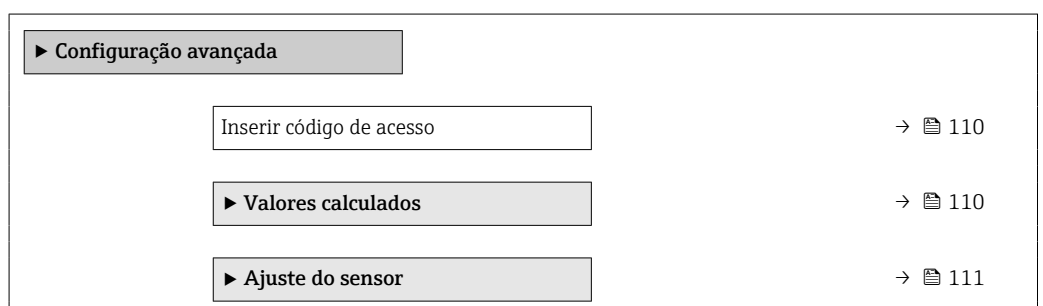 ▶ Configuração avançada
Inserir código de acesso → 110
▶ Valores calculados → 110
▶ Ajuste do sensor → 111